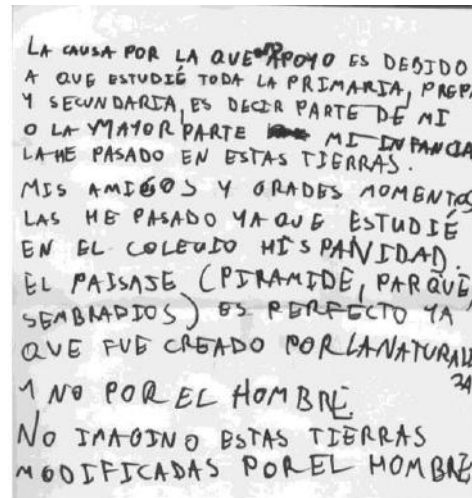 LA CAUSA POR LA QUE APOYO ES DEBIDO
A QUE ESTUDIÉ TODA LA PRIMARIA, PREPA
Y SECUNDARIA, ES DECIR PARTE DE MI
O LA MAYOR PARTE MI INFANCIA
LA HE PASADO EN ESTAS TIERRAS.
MIS AMIGOS Y GRADES MOMENTOS
LAS HE PASADO YA QUE ESTUDIÉ
EN EL COLEGIO HISPANIDAD.
EL PAISAJE (PIRAMIDE, PARQUE,
SEMBRADIOS) ES PERFECTO YA
QUE FUE CREADO POR LA NATURALE
ZA
Y NO POR EL HOMBRE.
NO IMAGINO ESTAS TIERRAS
MODIFICADAS POR EL HOMBRE